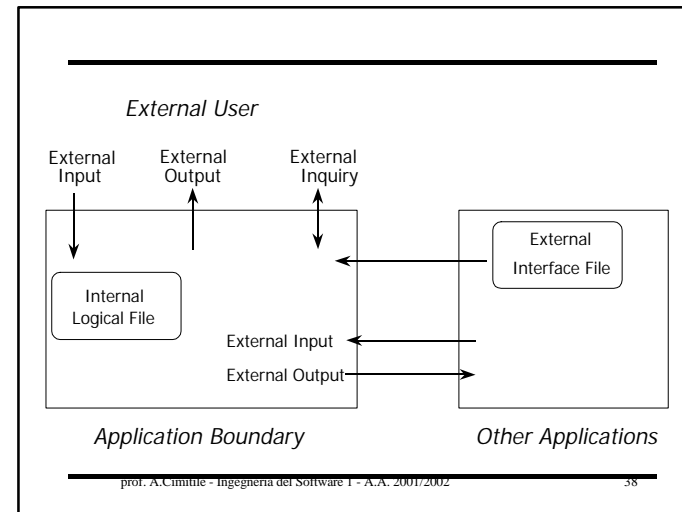 External User
External
Input
External
Output
External
Inquiry
External
Interface File
Internal
Logical File
External Input
External Output
Application Boundary
Other Applications
prof. A.Cimitile - Ingegneria del Software 1 - A.A. 2001/2002
38